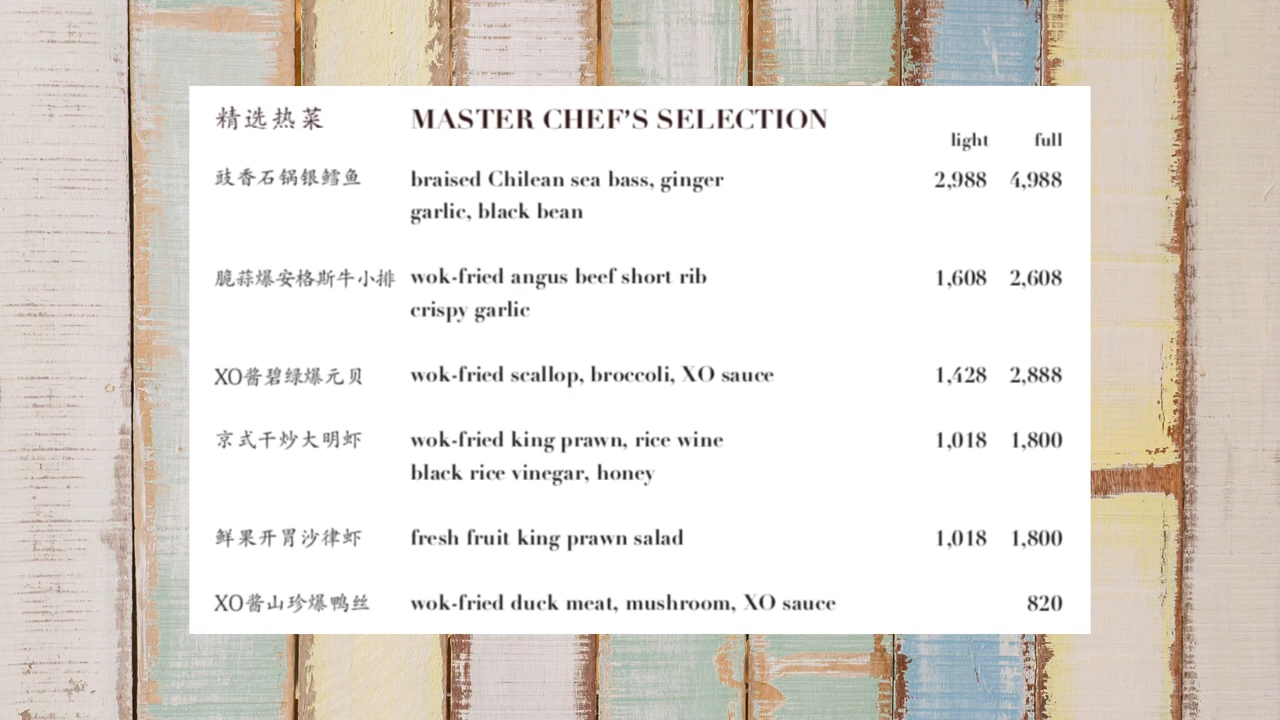 精选热菜 MASTER CHEF'S SELECTION
light full
豉香石锅银鳕鱼 braised Chilean sea bass, ginger 2,988 4,988
garlic, black bean
脆蒜爆安格斯牛小排 wok-fried angus beef short rib 1,608 2,608
crispy garlic
XO酱碧绿爆元贝 wok-fried scallop, broccoli, XO sauce 1,428 2,888
京式干炒大明虾 wok-fried king prawn, rice wine 1,018 1,800
black rice vinegar, honey
鲜果开胃沙律虾 fresh fruit king prawn salad 1,018 1,800
XO酱山珍爆鸭丝 wok-fried duck meat, mushroom, XO sauce 820